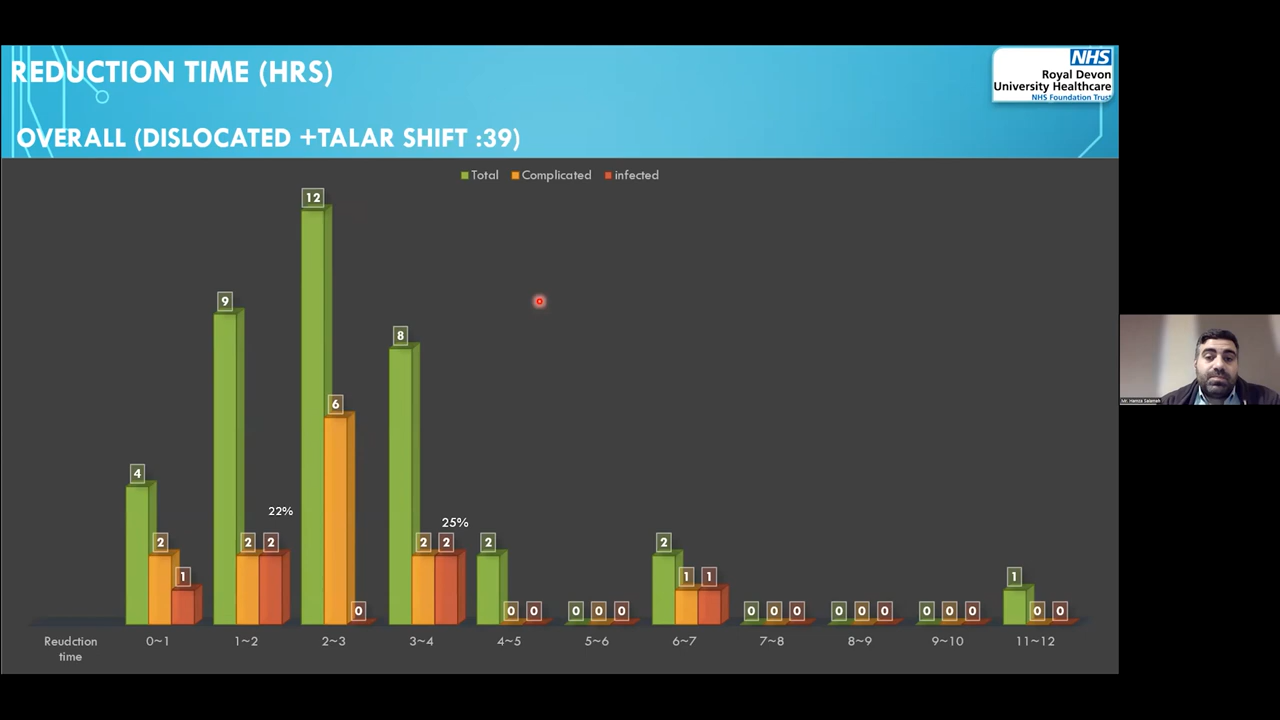 REDUCTION TIME (HRS)
OVERALL (DISLOCATED +TALAR SHIFT :39)
NHS
Royal Devon
University Healthcare
NHS Foundation Trust
Total Complicated infected
4 2 1
9 2 2 22%
12 6 0
8 2 2 25%
2 0 0
0 0 0
2 1 1
0 0 0
0 0 0
0 0 0
1 0 0
Reudction
time
0~1 1~2 2~3 3~4 4~5 5~6 6~7 7~8 8~9 9~10 11~12
Mr. Hamza Salameh